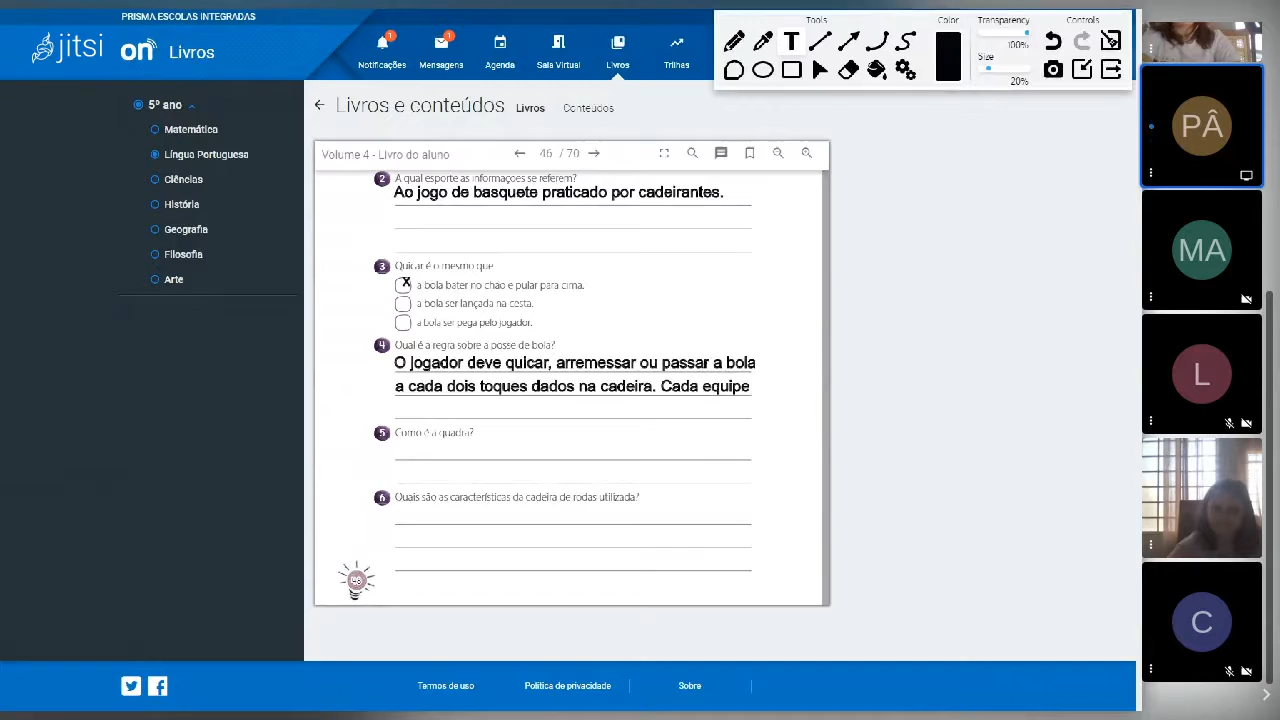 PRISMA ESCOLAS INTEGRADAS
jitsi on Livros
1 1
Notificações Mensagens Agenda Sala Virtual Livros Trilhas
Tools Color Transparency Controls
T
100%
Size
20%
5º ano
Matemática
Língua Portuguesa
Ciências
História
Geografia
Filosofia
Arte
Livros e conteúdos Livros Conteúdos
Volume 4 - Livro do aluno 46 / 70
2 A qual esporte as informações se referem?
Ao jogo de basquete praticado por cadeirantes.
3 Quicar é o mesmo que
X a bola bater no chão e pular para cima.
a bola ser lançada na cesta.
a bola ser pega pelo jogador.
4 Qual é a regra sobre a posse de bola?
O jogador deve quicar, arremessar ou passar a bola
a cada dois toques dados na cadeira. Cada equipe
5 Como é a quadra?
6 Quais são as características da cadeira de rodas utilizada?
Termos de uso Política de privacidade Sobre
PÂ
MA
L
C